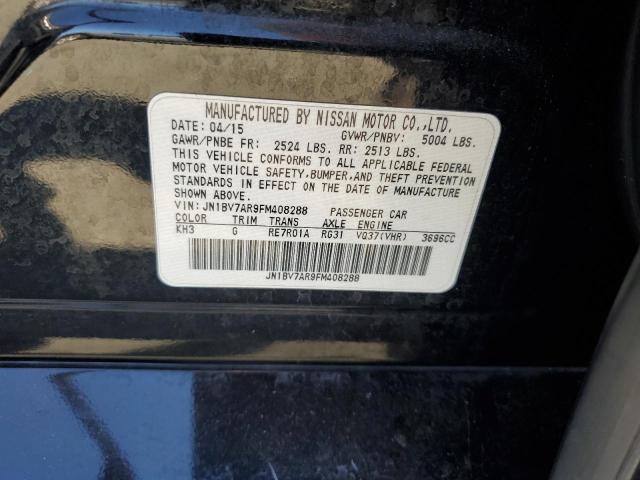 MANUFACTURED BY NISSAN MOTOR CO.,LTD.
DATE: 04/15 GVWR/PNBV: 5004 LBS.
GAWR/PNBE FR: 2524 LBS. RR: 2513 LBS.
THIS VEHICLE CONFORMS TO ALL APPLICABLE FEDERAL
MOTOR VEHICLE SAFETY,BUMPER,AND THEFT PREVENTION
STANDARDS IN EFFECT ON THE DATE OF MANUFACTURE
SHOWN ABOVE.
VIN: JN1BV7AR9FM408288 PASSENGER CAR
COLOR TRIM TRANS AXLE ENGINE
KH3 G RE7R01A RG31 VQ37(VHR) 3696CC
JN1BV7AR9FM408288